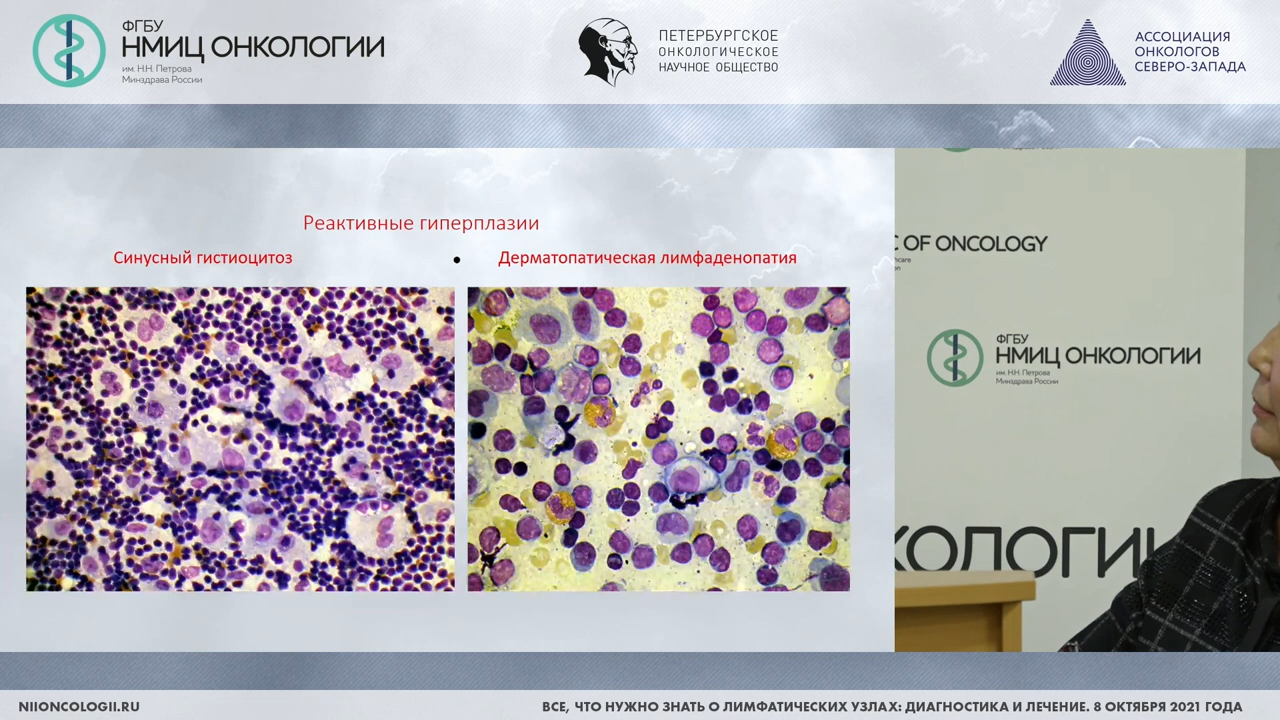 ФГБУ
НМИЦ ОНКОЛОГИИ
им. Н.Н. Петрова
Минздрава России
ПЕТЕРБУРГСКОЕ
ОНКОЛОГИЧЕСКОЕ
НАУЧНОЕ ОБЩЕСТВО
АССОЦИАЦИЯ
ОНКОЛОГОВ
СЕВЕРО-ЗАПАДА
Реактивные гиперплазии
Синусный гистиоцитоз
• Дерматопатическая лимфаденопатия
C OF ONCOLOGY
ФГБУ
НМИЦ ОНКОЛОГИИ
им. Н.Н. Петрова
Минздрава России
КОЛОГИИ
NIIONCOLOGII.RU
ВСЕ, ЧТО НУЖНО ЗНАТЬ О ЛИМФАТИЧЕСКИХ УЗЛАХ: ДИАГНОСТИКА И ЛЕЧЕНИЕ. 8 ОКТЯБРЯ 2021 ГОДА